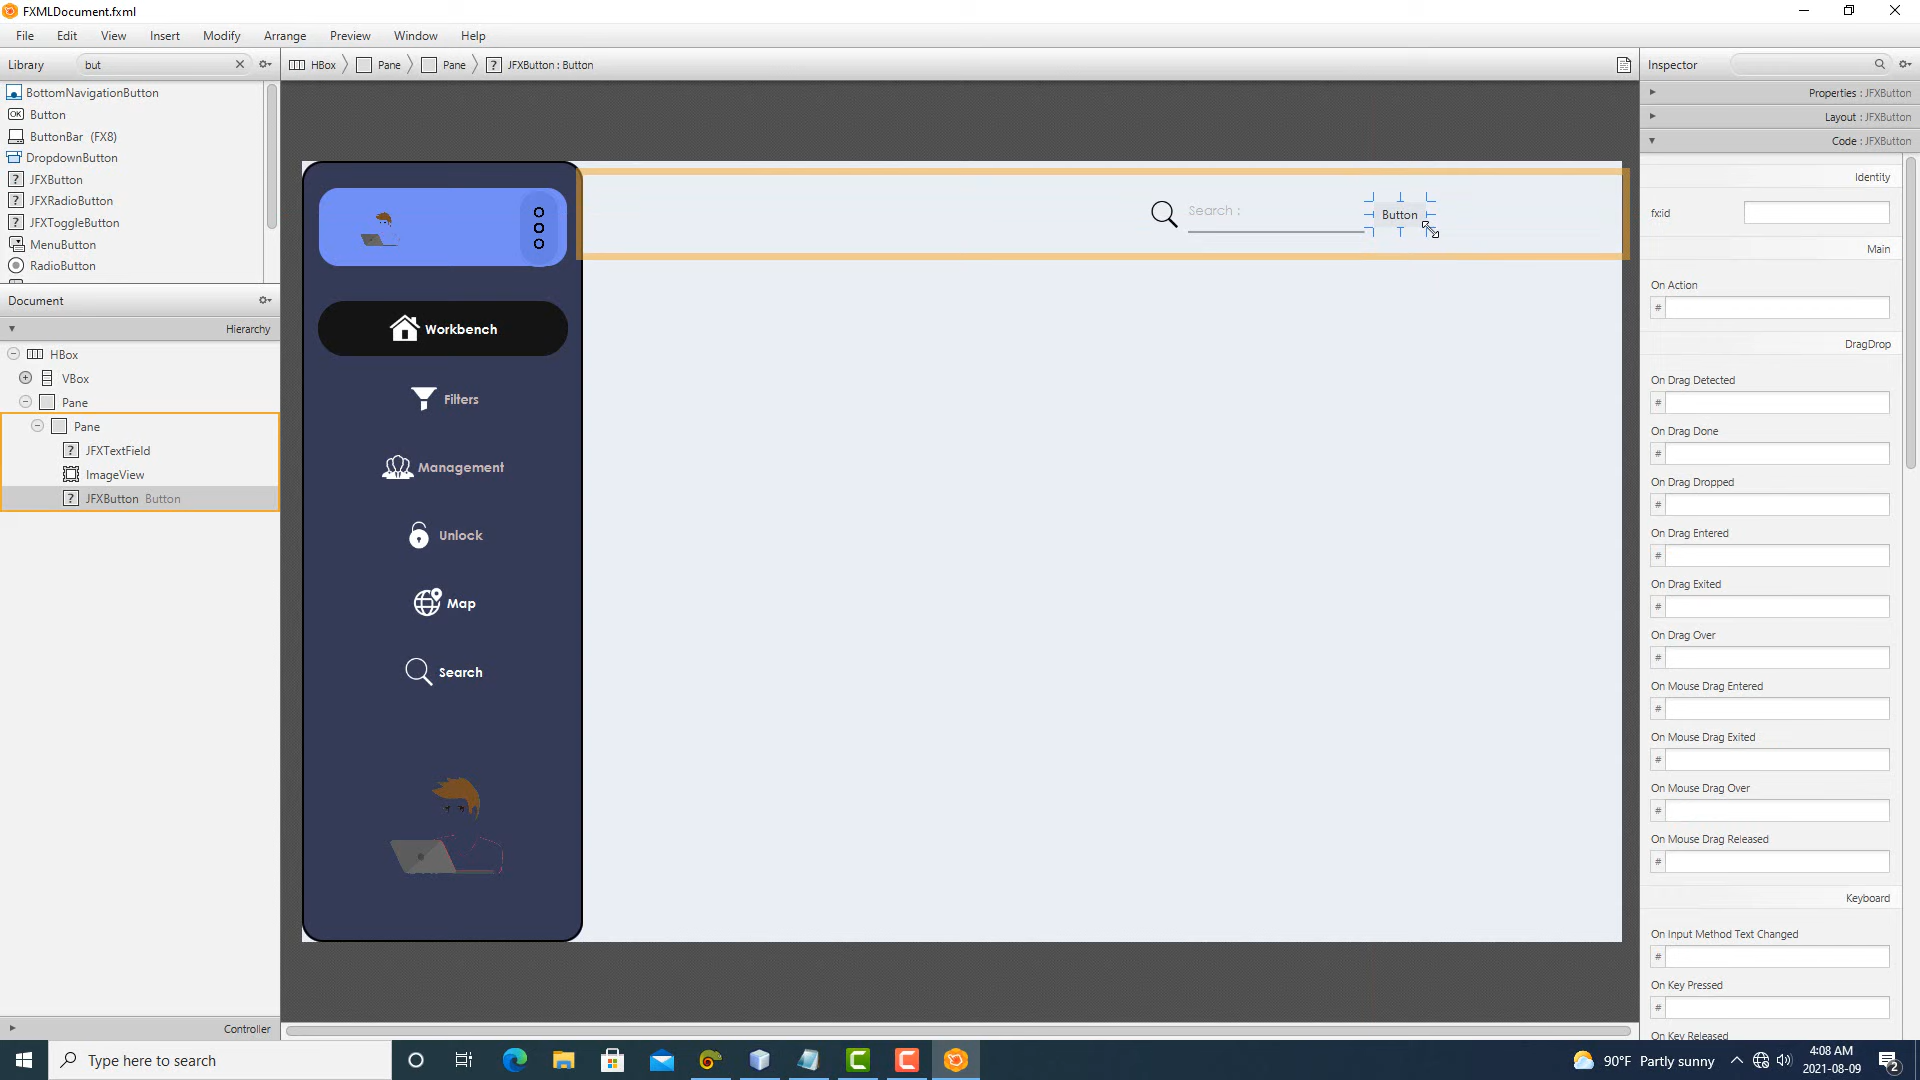 FXMLDocument.fxml
File Edit View Insert Modify Arrange Preview Window Help
Library but
HBox Pane Pane JFXButton : Button
Inspector
BottomNavigationButton
Button
ButtonBar (FX8)
DropdownButton
JFXButton
JFXRadioButton
JFXToggleButton
MenuButton
RadioButton
Document
Hierarchy
HBox
VBox
Pane
Pane
JFXTextField
ImageView
JFXButton Button
Controller
Workbench
Filters
Management
Unlock
Map
Search
Search :
Button
Properties : JFXButton
Layout : JFXButton
Code : JFXButton
Identity
fx:id
Main
On Action
#
DragDrop
On Drag Detected
#
On Drag Done
#
On Drag Dropped
#
On Drag Entered
#
On Drag Exited
#
On Drag Over
#
On Mouse Drag Entered
#
On Mouse Drag Exited
#
On Mouse Drag Over
#
On Mouse Drag Released
#
Keyboard
On Input Method Text Changed
#
On Key Pressed
#
On Key Released
Type here to search
90°F Partly sunny
4:08 AM
2021-08-09
2